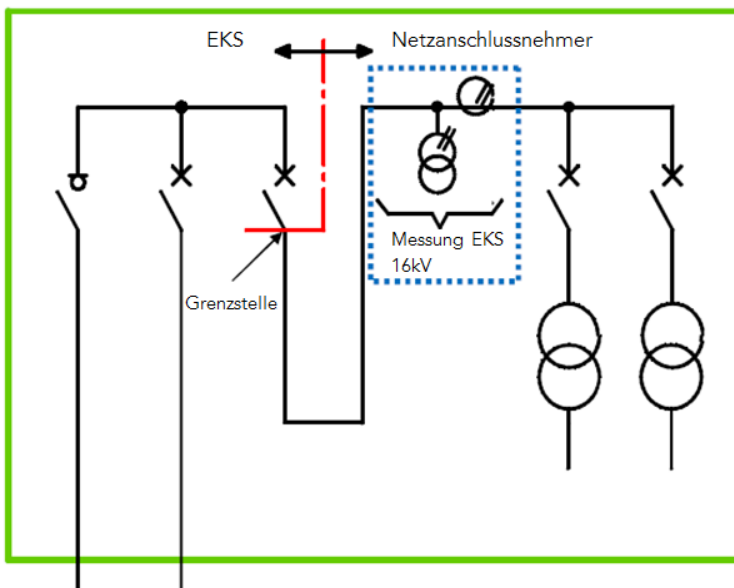 EKS
Netzanschlussnehmer
Messung EKS
16kV
Grenzstelle